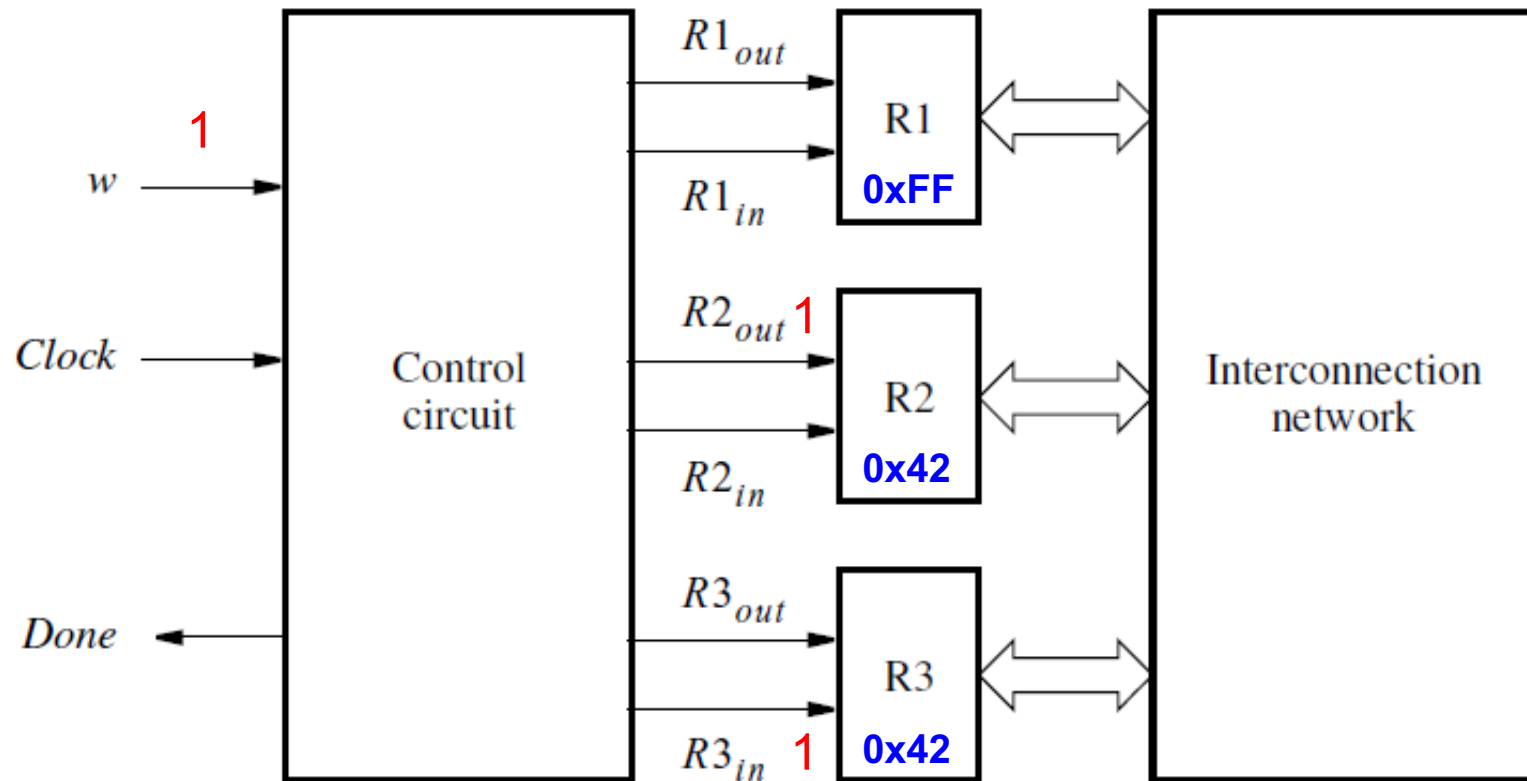 R1out
1
w
R1
0xFF
R1in
R2out 1
Clock
Control
circuit
R2
0x42
R2in
Interconnection
network
R3out
Done
R3
0x42
R3in 1